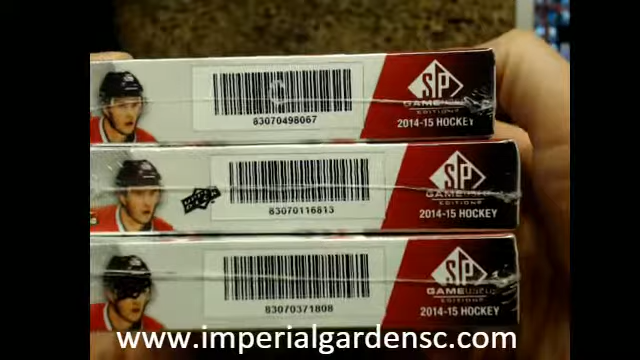 SP
GAME USED
EDITION
83070498067
2014-15 HOCKEY
SP
GAME USED
EDITION
83070116813
2014-15 HOCKEY
SP
GAME USED
EDITION
83070371808
2014-15 HOCKEY
www.imperialgardensc.com